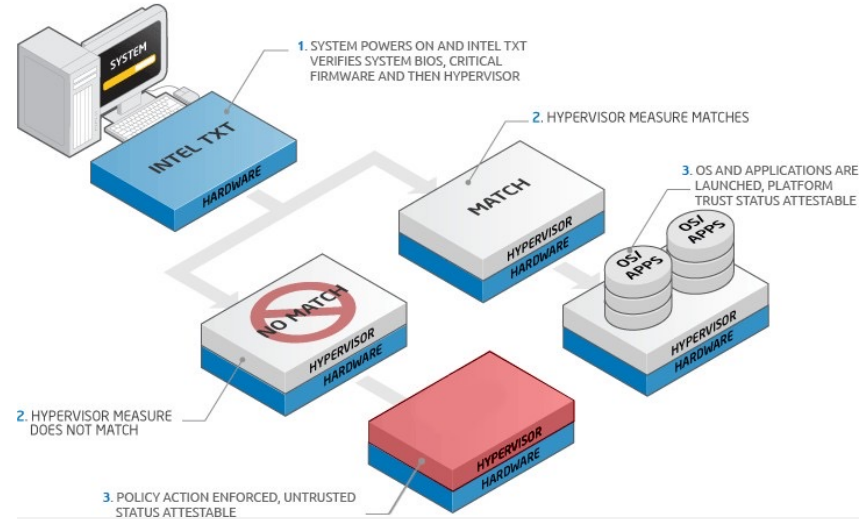 SYSTEM
1. SYSTEM POWERS ON AND INTEL TXT
VERIFIES SYSTEM BIOS, CRITICAL
FIRMWARE AND THEN HYPERVISOR
INTEL TXT
HARDWARE
2. HYPERVISOR MEASURE MATCHES
MATCH
HYPERVISOR
HARDWARE
3. OS AND APPLICATIONS ARE
LAUNCHED, PLATFORM
TRUST STATUS ATTESTABLE
OS/
APPS
OS/
APPS
HYPERVISOR
HARDWARE
NO MATCH
HYPERVISOR
HARDWARE
2. HYPERVISOR MEASURE
DOES NOT MATCH
HYPERVISOR
HARDWARE
3. POLICY ACTION ENFORCED, UNTRUSTED
STATUS ATTESTABLE